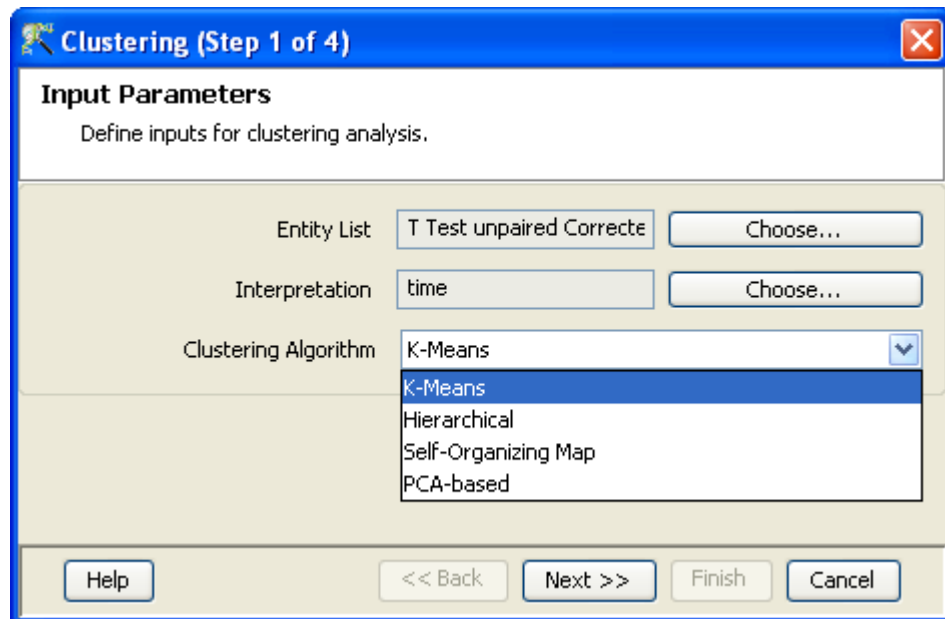 Clustering (Step 1 of 4)
Input Parameters
Define inputs for clustering analysis.
Entity List T Test unpaired Correcte Choose...
Interpretation time Choose...
Clustering Algorithm K-Means
K-Means
Hierarchical
Self-Organizing Map
PCA-based
Help << Back Next >> Finish Cancel